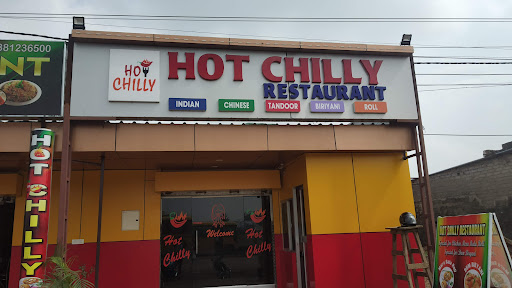 881236500
NT
HOT
CHILLY
HOT CHILLY
RESTAURANT
INDIAN
CHINESE
TANDOOR
BIRIYANI
ROLL
HOT CHILLY
Welcome
Hot
Chilly
Hot
Chilly
HOT CHILLY RESTAURANT